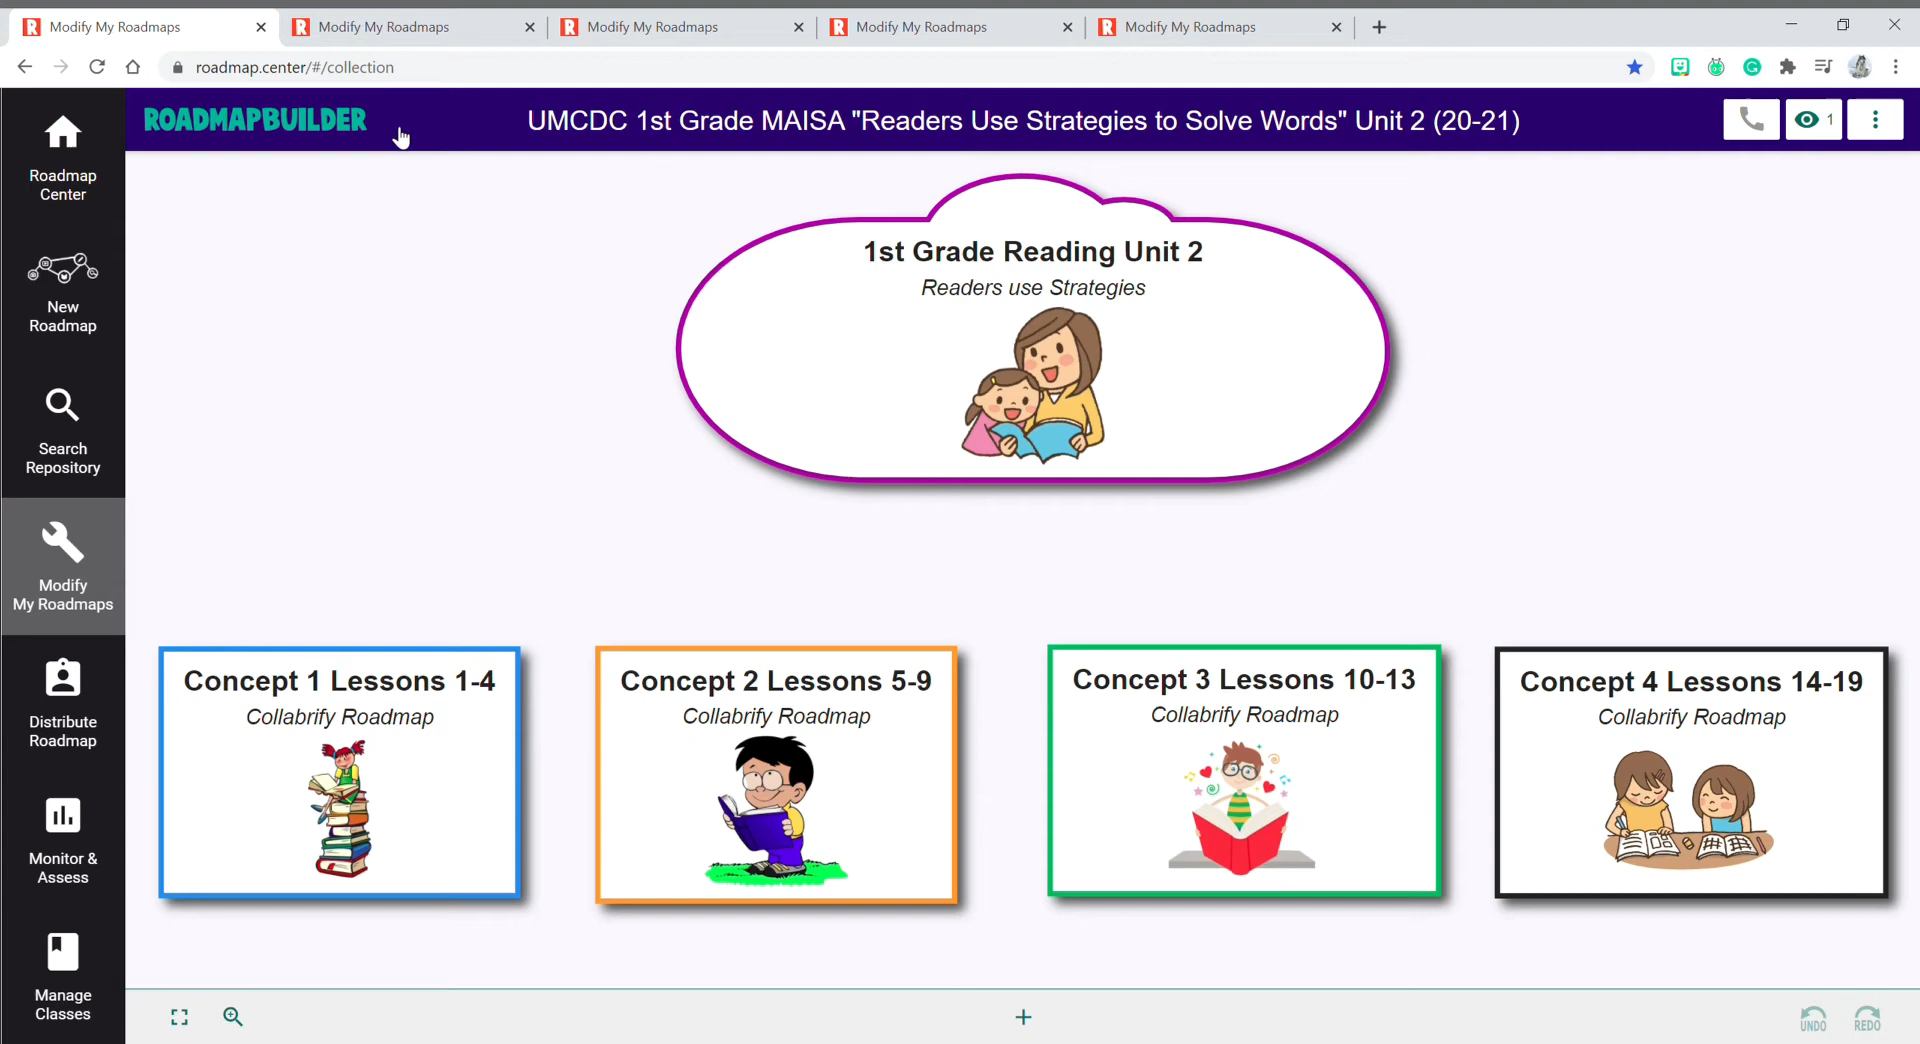 Modify My Roadmaps
Modify My Roadmaps
Modify My Roadmaps
Modify My Roadmaps
Modify My Roadmaps
roadmap.center/#/collection
ROADMAPBUILDER
UMCDC 1st Grade MAISA "Readers Use Strategies to Solve Words" Unit 2 (20-21)
1
Roadmap
Center
New
Roadmap
Search
Repository
Modify
My Roadmaps
Distribute
Roadmap
Monitor &
Assess
Manage
Classes
1st Grade Reading Unit 2
Readers use Strategies
Concept 1 Lessons 1-4
Collabrify Roadmap
Concept 2 Lessons 5-9
Collabrify Roadmap
Concept 3 Lessons 10-13
Collabrify Roadmap
Concept 4 Lessons 14-19
Collabrify Roadmap
UNDO
REDO